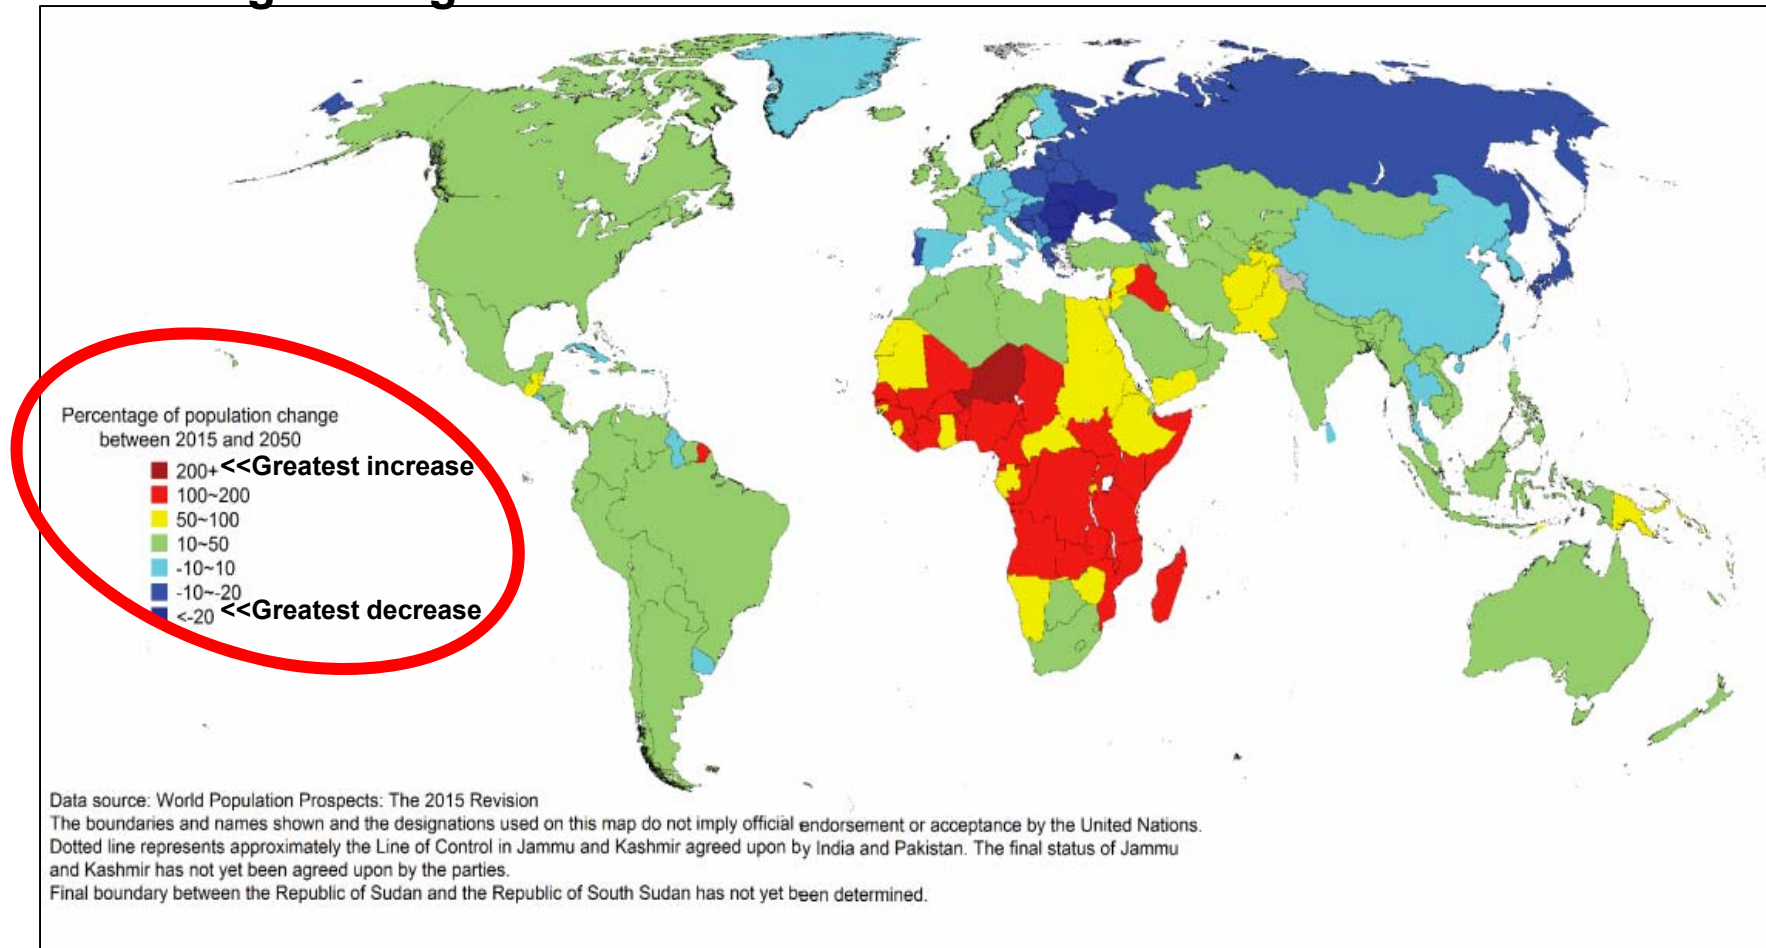 Percentage of population change
between 2015 and 2050
200+ <<Greatest increase
100~200
50~100
10~50
-10~10
-10~-20
<-20 <<Greatest decrease
Data source: World Population Prospects: The 2015 Revision
The boundaries and names shown and the designations used on this map do not imply official endorsement or acceptance by the United Nations.
Dotted line represents approximately the Line of Control in Jammu and Kashmir agreed upon by India and Pakistan. The final status of Jammu
and Kashmir has not yet been agreed upon by the parties.
Final boundary between the Republic of Sudan and the Republic of South Sudan has not yet been determined.